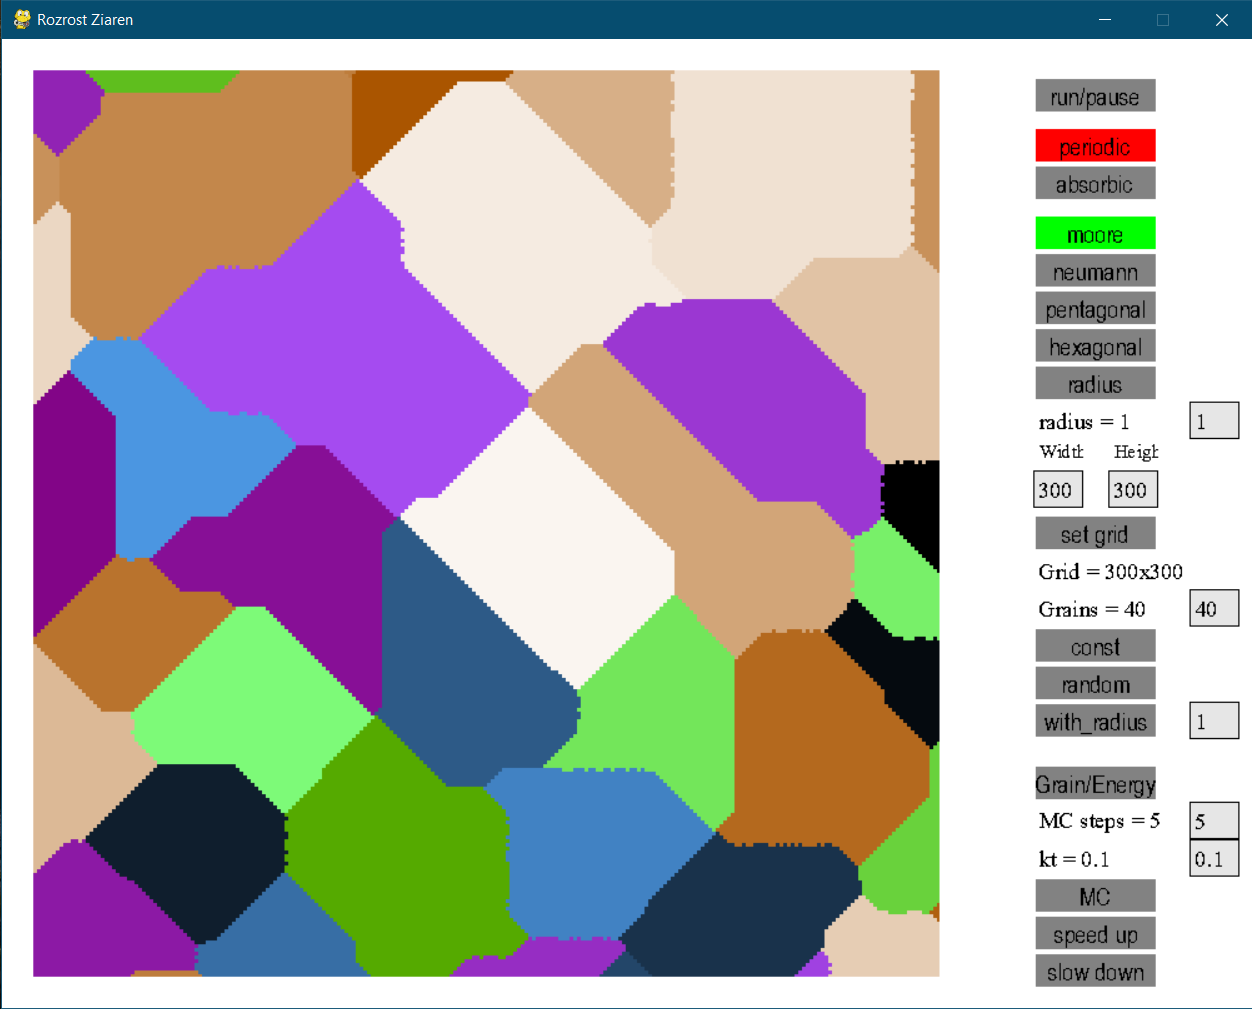 Rozrost Ziaren
run/pause
periodic
absorbic
moore
neumann
pentagonal
hexagonal
radius
radius = 1 1
Width Heigh
300 300
set grid
Grid = 300x300
Grains = 40 40
const
random
with_radius 1
Grain/Energy
MC steps = 5 5
kt = 0.1 0.1
MC
speed up
slow down